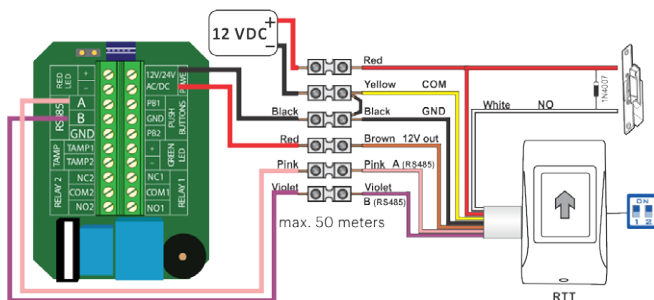 12 VDC
+
−
RED
LED
+
−
RS485
A
B
GND
TAMP
TAMP1
TAMP2
RELAY 2
NC2
COM2
NO2
12V/24V
AC/DC
POWER
PB1
GND
PB2
PUSH
BUTTONS
+
−
GREEN
LED
NC1
COM1
NO1
RELAY 1
Red
Yellow COM
Black
Black GND
White NO
1N4007
Red
Brown 12V out
Pink
Pink A (RS485)
Violet
Violet
B (RS485)
max. 50 meters
ON
1 2
RTT